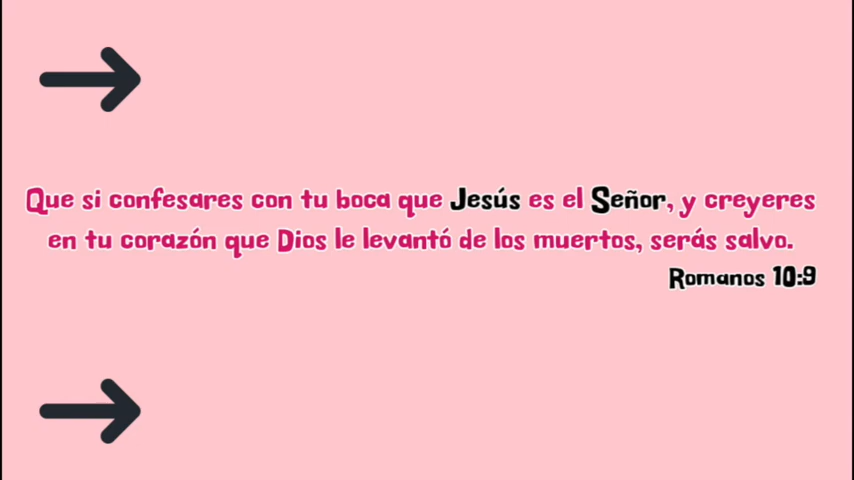 Que si confesares con tu boca que Jesús es el Señor, y creyeres
en tu corazón que Dios le levantó de los muertos, serás salvo.
Romanos 10:9